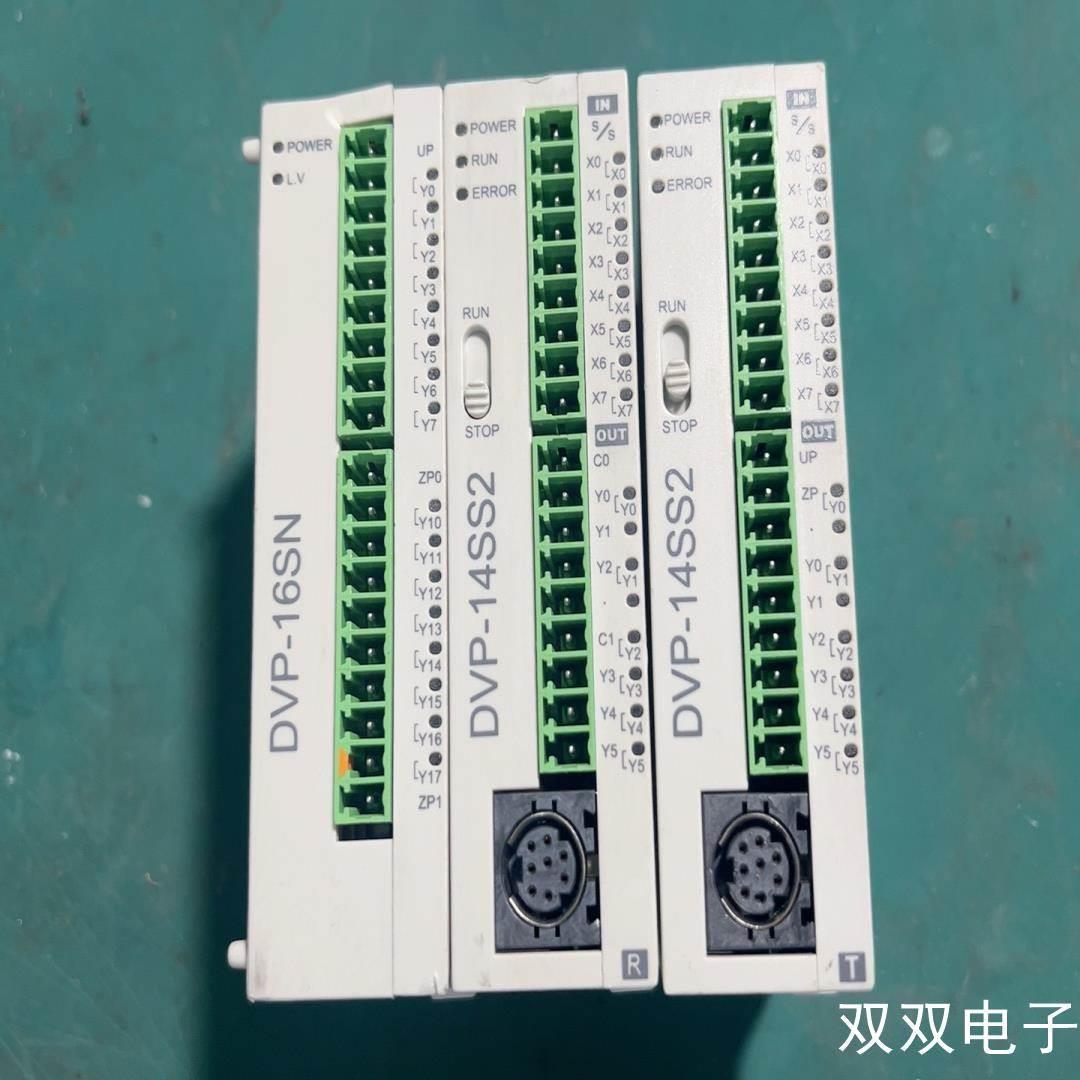 POWER
L.V
UP
Y0
Y1
Y2
Y3
Y4
Y5
Y6
Y7
ZP0
Y10
Y11
Y12
Y13
Y14
Y15
Y16
Y17
ZP1
DVP-16SN
POWER
RUN
ERROR
RUN
STOP
DVP-14SS2
IN
S/S
X0 X0
X1 X1
X2 X2
X3 X3
X4 X4
X5 X5
X6 X6
X7 X7
OUT
C0
Y0 Y0
Y1
Y2 Y1
C1 Y2
Y3 Y3
Y4 Y4
Y5 Y5
R
POWER
RUN
ERROR
RUN
STOP
DVP-14SS2
IN
S/S
X0 X0
X1 X1
X2 X2
X3 X3
X4 X4
X5 X5
X6 X6
X7 X7
OUT
UP
ZP Y0
Y0 Y1
Y1
Y2 Y2
Y3 Y3
Y4 Y4
Y5 Y5
T
双双电子